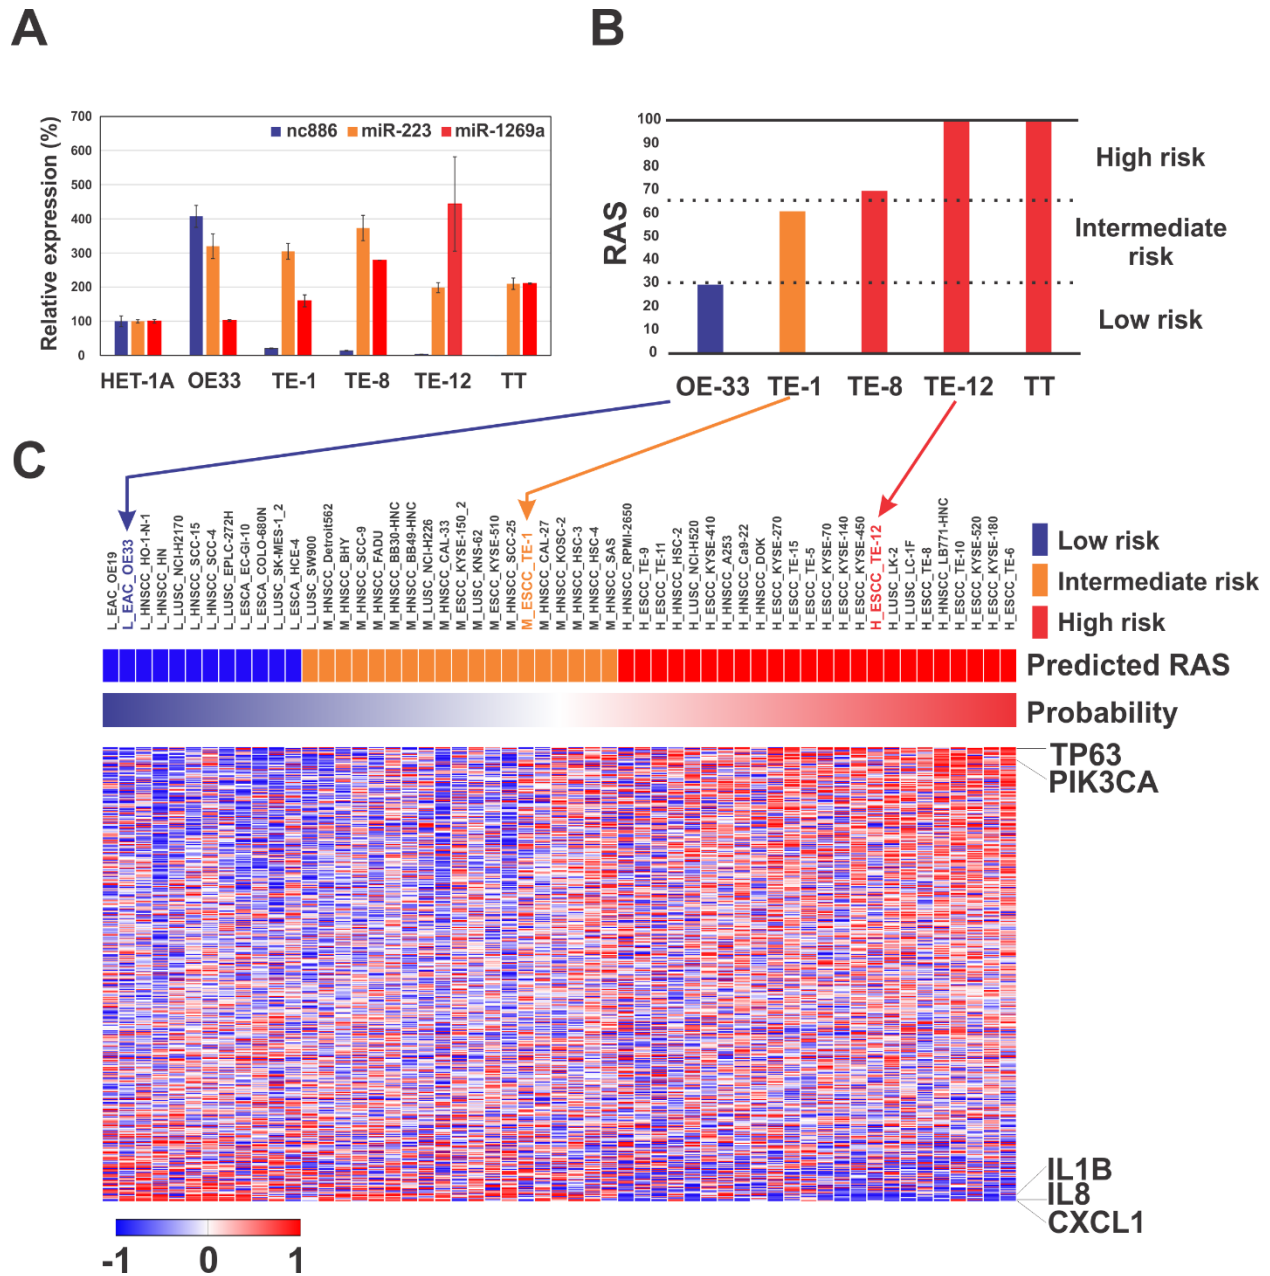 A
B
700
600
500
400
300
200
100
0
Relative expression (%)
nc886 miR-223 miR-1269a
HET-1A OE33 TE-1 TE-8 TE-12 TT
100
90
80
70
60
50
40
30
20
10
0
RAS
High risk
Intermediate
risk
Low risk
OE-33 TE-1 TE-8 TE-12 TT
C
L_EAC_OE19
L_EAC_OE33
L_HNSCC_HO-1-N-1
L_HNSCC_HN
L_LUSC_NCI-H2170
L_HNSCC_SCC-15
L_HNSCC_SCC-4
L_LUSC_EPLC-272H
L_ESCA_EC-GI-10
L_ESCA_COLO-680N
L_LUSC_SK-MES-1_2
L_ESCA_HCE-4
L_LUSC_SW900
M_HNSCC_Detroit562
M_HNSCC_BHY
M_HNSCC_SCC-9
M_HNSCC_FADU
M_HNSCC_BB30-HNC
M_HNSCC_BB49-HNC
M_LUSC_NCI-H226
M_HNSCC_CAL-33
M_ESCC_KYSE-150_2
M_LUSC_KNS-62
M_ESCC_KYSE-510
M_HNSCC_SCC-25
M_ESCC_TE-1
M_HNSCC_CAL-27
M_HNSCC_KOSC-2
M_HNSCC_HSC-3
M_HNSCC_HSC-4
M_HNSCC_SAS
H_HNSCC_RPMI-2650
H_ESCC_TE-9
H_ESCC_TE-11
H_HNSCC_HSC-2
H_LUSC_NCI-H520
H_ESCC_KYSE-410
H_HNSCC_A253
H_HNSCC_Ca9-22
H_HNSCC_DOK
H_ESCC_KYSE-270
H_ESCC_TE-15
H_ESCC_TE-5
H_ESCC_KYSE-70
H_ESCC_KYSE-140
H_ESCC_KYSE-450
H_ESCC_TE-12
H_LUSC_LK-2
H_LUSC_LC-1F
H_ESCC_TE-8
H_HNSCC_LB771-HNC
H_ESCC_TE-10
H_ESCC_KYSE-520
H_ESCC_KYSE-180
H_ESCC_TE-6
Low risk
Intermediate risk
High risk
Predicted RAS
Probability
TP63
PIK3CA
IL1B
IL8
CXCL1
-1 0 1